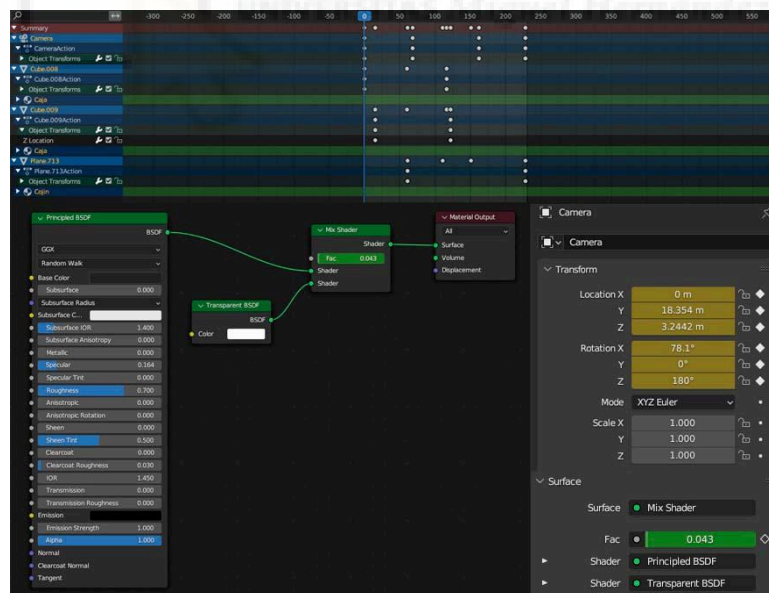 -300 -250 -200 -150 -100 -50 0 50 100 150 200 250 300 350 400 450 500 550
Summary
Camera
CameraAction
Object Transforms
Cube.008
Cube.008Action
Object Transforms
Caja
Cube.009
Cube.009Action
Object Transforms
Z Location
Caja
Plane.713
Plane.713Action
Object Transforms
Cojin
Principled BSDF
BSDF
GGX
Random Walk
Base Color
Subsurface 0.000
Subsurface Radius
Subsurface C...
Subsurface IOR 1.400
Subsurface Anisotropy 0.000
Metallic 0.000
Specular 0.164
Specular Tint 0.000
Roughness 0.700
Anisotropic 0.000
Anisotropic Rotation 0.000
Sheen 0.000
Sheen Tint 0.500
Clearcoat 0.000
Clearcoat Roughness 0.030
IOR 1.450
Transmission 0.000
Transmission Roughness 0.000
Emission
Emission Strength 1.000
Alpha 1.000
Normal
Clearcoat Normal
Tangent
Transparent BSDF
BSDF
Color
Mix Shader
Shader
Fac 0.043
Shader
Shader
Material Output
All
Surface
Volume
Displacement
Camera
Camera
Transform
Location X 0 m
Y 18.354 m
Z 3.2442 m
Rotation X 78.1°
Y 0°
Z 180°
Mode XYZ Euler
Scale X 1.000
Y 1.000
Z 1.000
Surface
Surface Mix Shader
Fac 0.043
Shader Principled BSDF
Shader Transparent BSDF